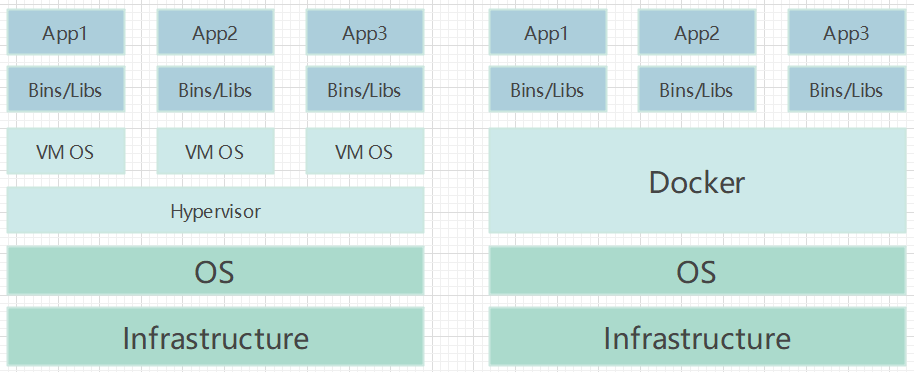 App1 App2 App3
Bins/Libs Bins/Libs Bins/Libs
VM OS VM OS VM OS
Hypervisor
OS
Infrastructure
App1 App2 App3
Bins/Libs Bins/Libs Bins/Libs
Docker
OS
Infrastructure